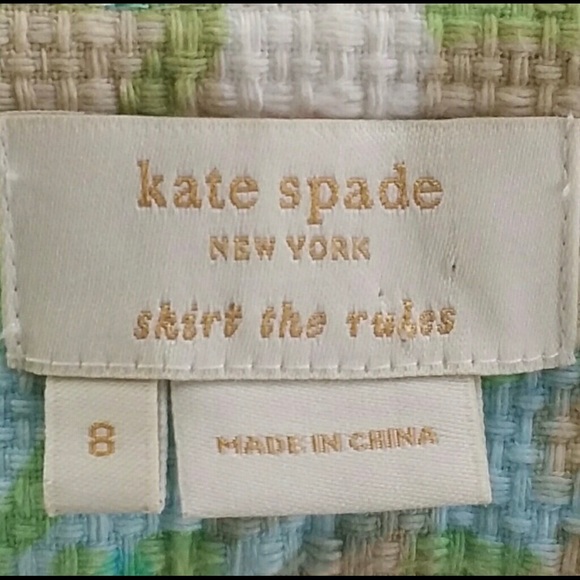 kate spade
NEW YORK
skirt the rules
8
MADE IN CHINA